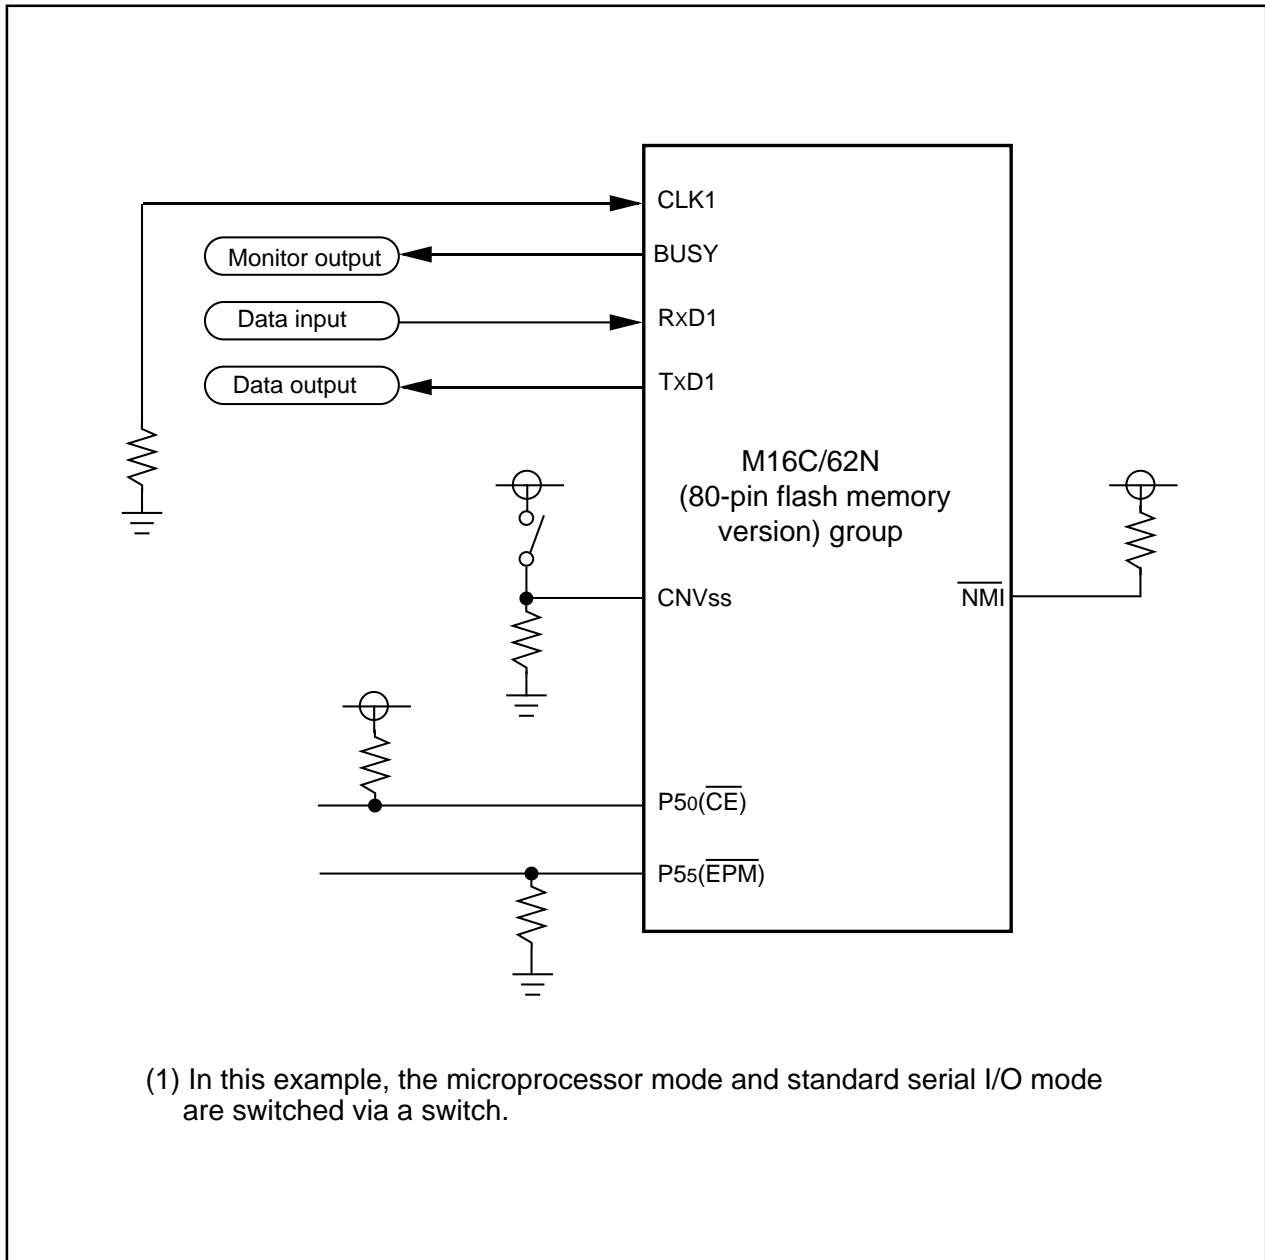 CLK1
Monitor output
BUSY
Data input
RxD1
Data output
TxD1
M16C/62N
(80-pin flash memory
version) group
CNVss
NMI
P50(CE)
P55(EPM)
(1) In this example, the microprocessor mode and standard serial I/O mode
are switched via a switch.